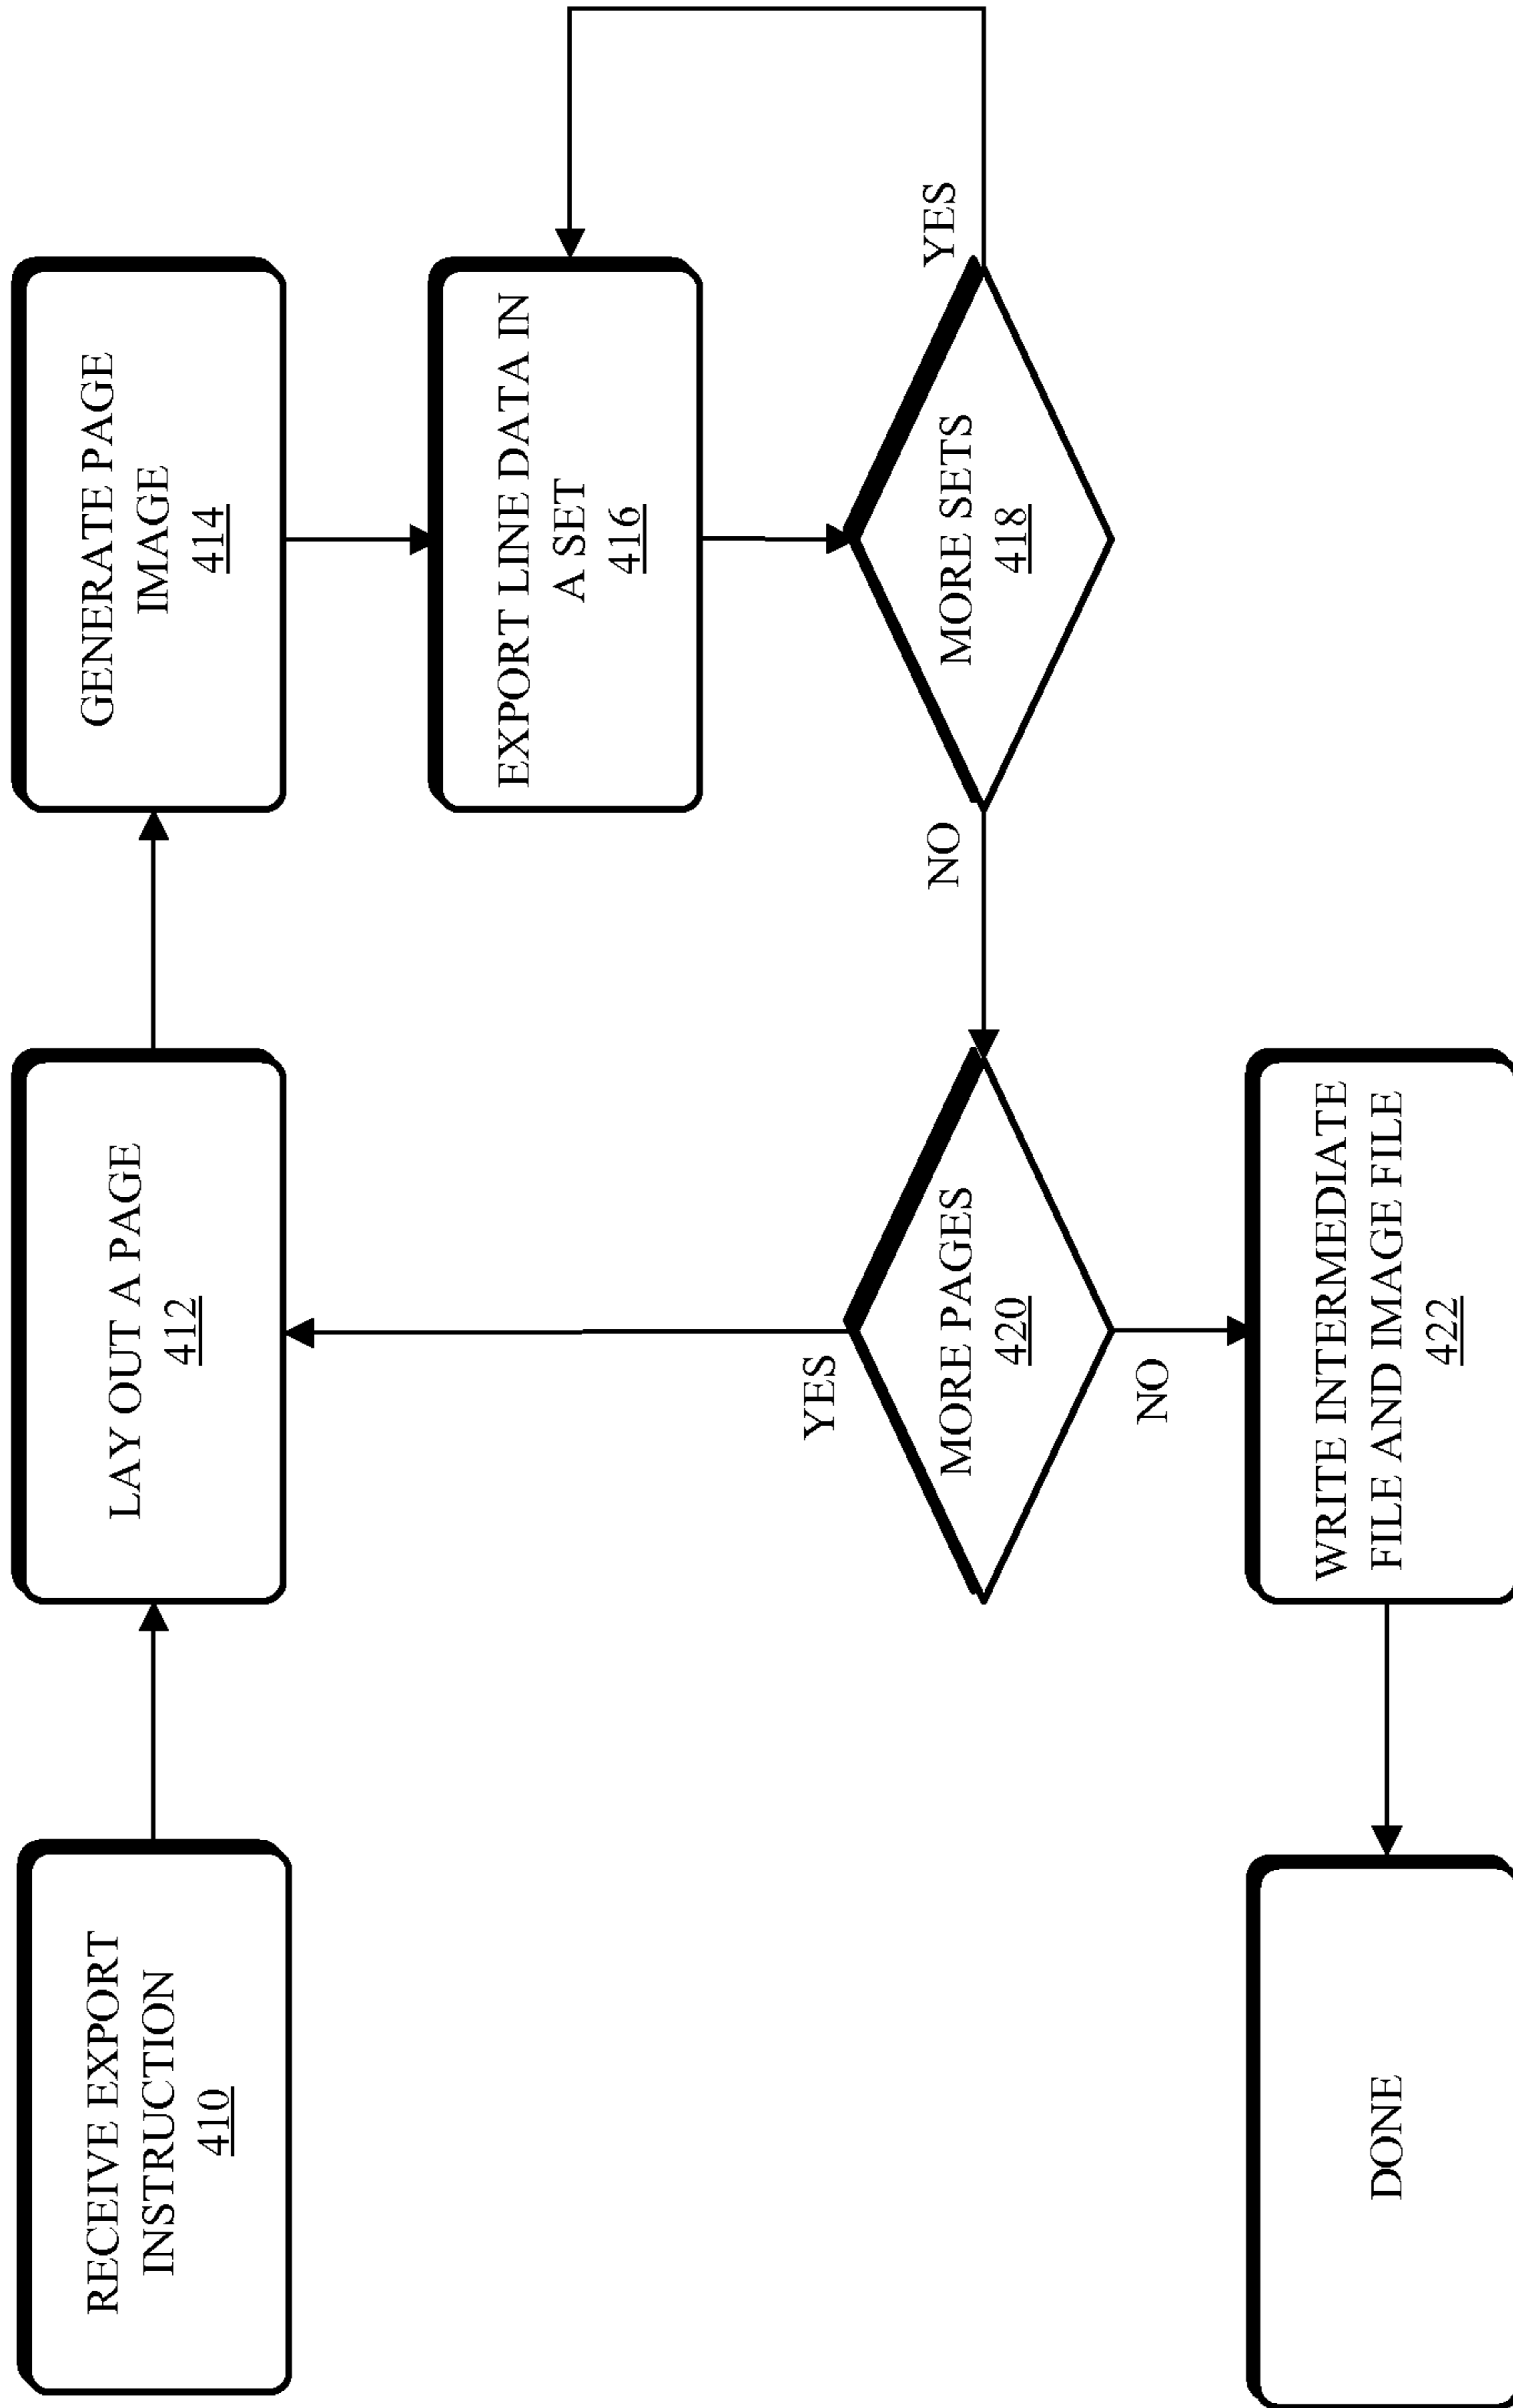 RECEIVE EXPORT
INSTRUCTION
410
LAY OUT A PAGE
412
GENERATE PAGE
IMAGE
414
EXPORT LINE DATA IN
A SET
416
MORE SETS
418
YES
NO
MORE PAGES
420
YES
NO
WRITE INTERMEDIATE
FILE AND IMAGE FILE
422
DONE